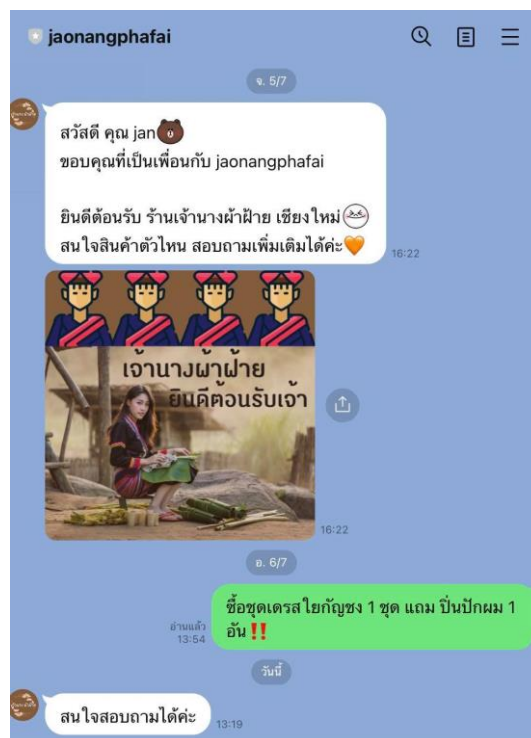 jaonangphafai
จ. 5/7
สวัสดี คุณ jan
ขอบคุณที่เป็นเพื่อนกับ jaonangphafai
ยินดีต้อนรับ ร้านเจ้านางผ้าฝ้าย เชียงใหม่
สนใจสินค้าตัวไหน สอบถามเพิ่มเติมได้ค่ะ🧡
16:22
เจ้านางผ้าฝ้าย
ยินดีต้อนรับเจ้า
16:22
อ. 6/7
ซื้อชุดเดรสใยกัญชง 1 ชุด แถม ปิ่นปักผม 1
อัน ‼️
อ่านแล้ว
13:54
วันนี้
สนใจสอบถามได้ค่ะ
13:19